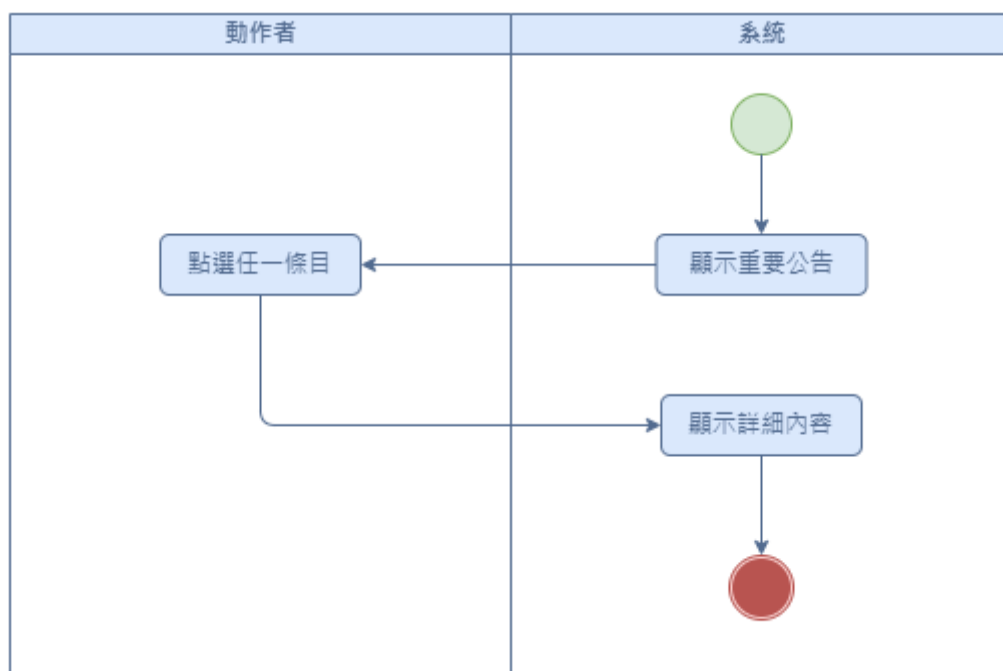 動作者
系統
顯示重要公告
點選任一條目
顯示詳細內容